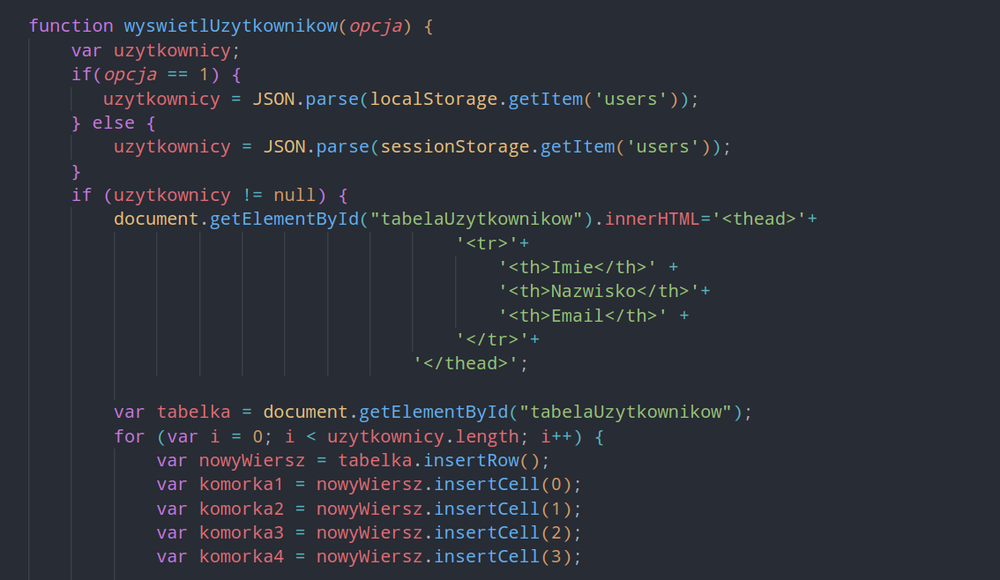 function wyswietlUzytkownikow(opcja) {
    var uzytkownicy;
    if(opcja == 1) {
       uzytkownicy = JSON.parse(localStorage.getItem('users'));
    } else {
        uzytkownicy = JSON.parse(sessionStorage.getItem('users'));
    }
    if (uzytkownicy != null) {
        document.getElementById("tabelaUzytkownikow").innerHTML='<thead>'+
                                        '<tr>'+
                                            '<th>Imie</th>' +
                                            '<th>Nazwisko</th>'+
                                            '<th>Email</th>' +
                                        '</tr>'+
                                    '</thead>';
        var tabelka = document.getElementById("tabelaUzytkownikow");
        for (var i = 0; i < uzytkownicy.length; i++) {
            var nowyWiersz = tabelka.insertRow();
            var komorka1 = nowyWiersz.insertCell(0);
            var komorka2 = nowyWiersz.insertCell(1);
            var komorka3 = nowyWiersz.insertCell(2);
            var komorka4 = nowyWiersz.insertCell(3);